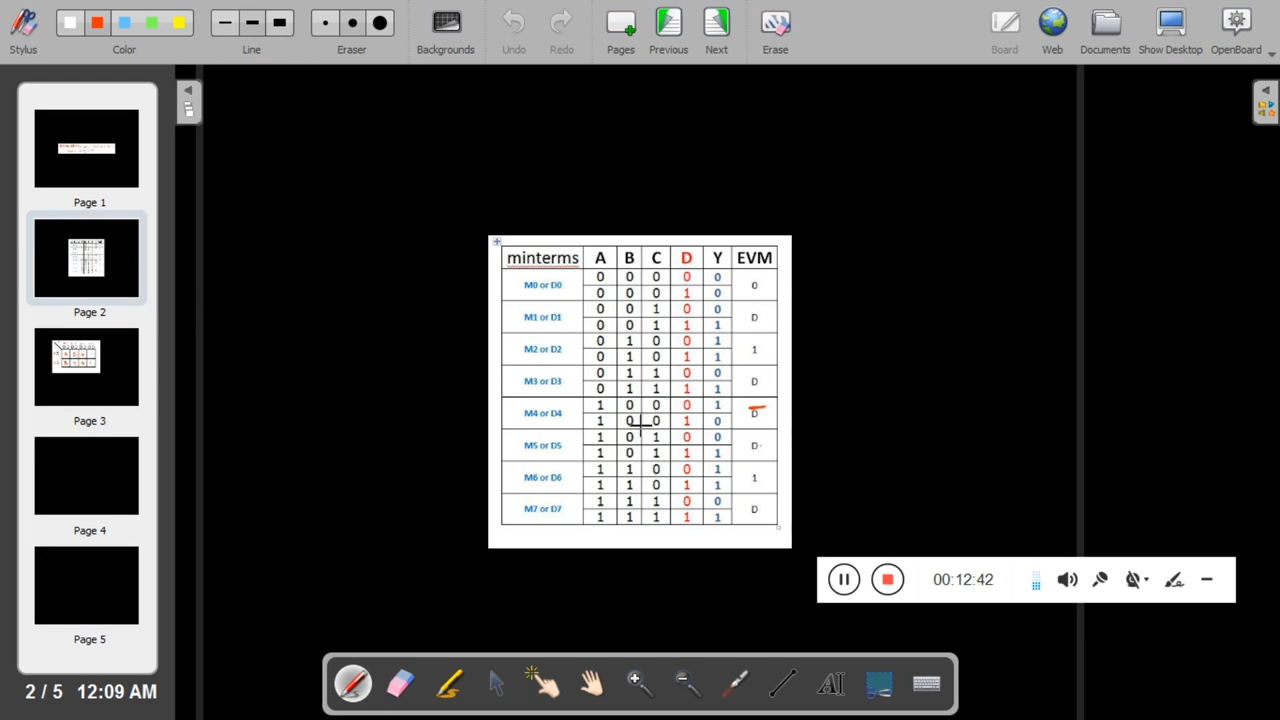 Stylus Color Line Eraser Backgrounds Undo Redo Pages Previous Next Erase Board Web Documents Show Desktop OpenBoard
Page 1
Page 2
Page 3
Page 4
Page 5
2 / 5 12:09 AM
minterms A B C D Y EVM
M0 or D0 0 0 0 0 0 0
0 0 0 1 0
M1 or D1 0 0 1 0 0 D
0 0 1 1 1
M2 or D2 0 1 0 0 1 1
0 1 0 1 1
M3 or D3 0 1 1 0 0 D
0 1 1 1 1
M4 or D4 1 0 0 0 1 D
1 0 0 1 0
M5 or D5 1 0 1 0 0 D
1 0 1 1 1
M6 or D6 1 1 0 0 1 1
1 1 0 1 1
M7 or D7 1 1 1 0 0 D
1 1 1 1 1
00:12:42
AI